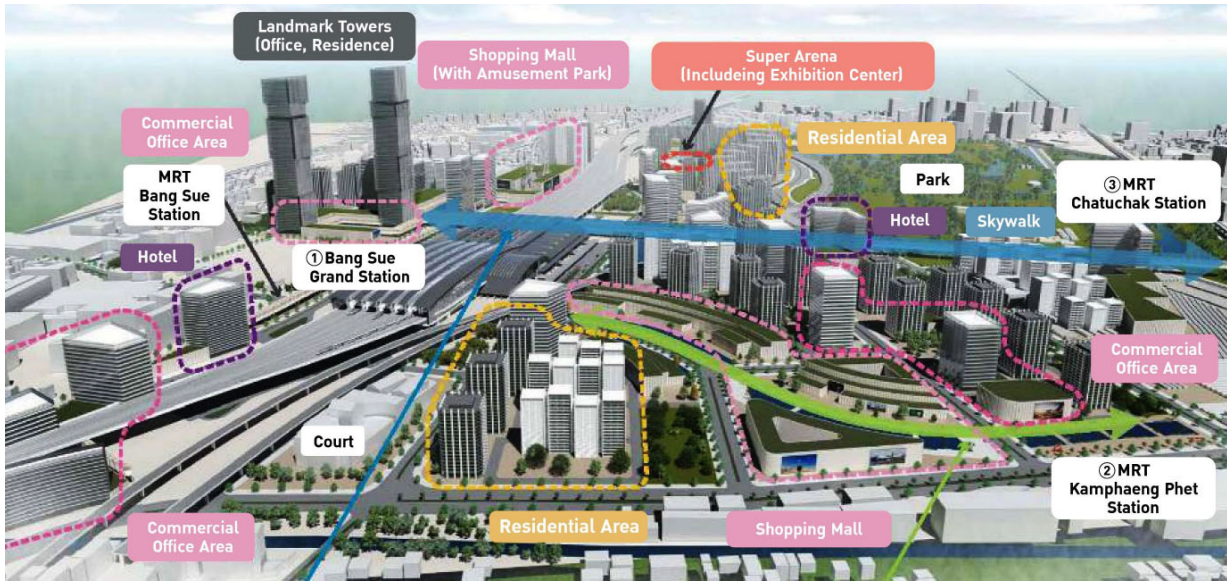 Landmark Towers
(Office, Residence)
Shopping Mall
(With Amusement Park)
Super Arena
(Includeing Exhibition Center)
Commercial
Office Area
Residential Area
MRT
Bang Sue
Station
Park
③MRT
Chatuchak Station
Hotel
Skywalk
Hotel
①Bang Sue
Grand Station
Commercial
Office Area
Court
②MRT
Kamphaeng Phet
Station
Commercial
Office Area
Residential Area
Shopping Mall